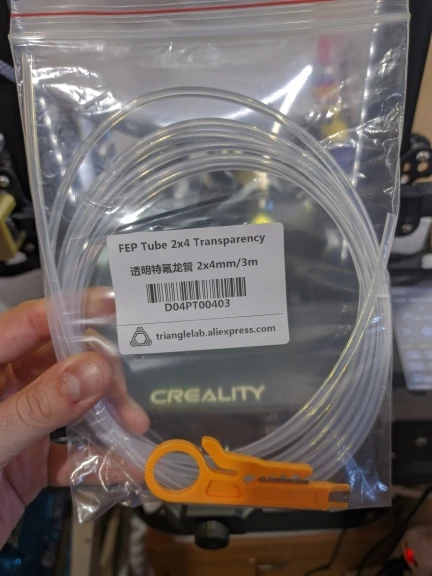 FEP Tube 2x4 Transparency
透明特氟龙管 2x4mm/3m
D04PT00403
trianglelab.aliexpress.com
CREALITY